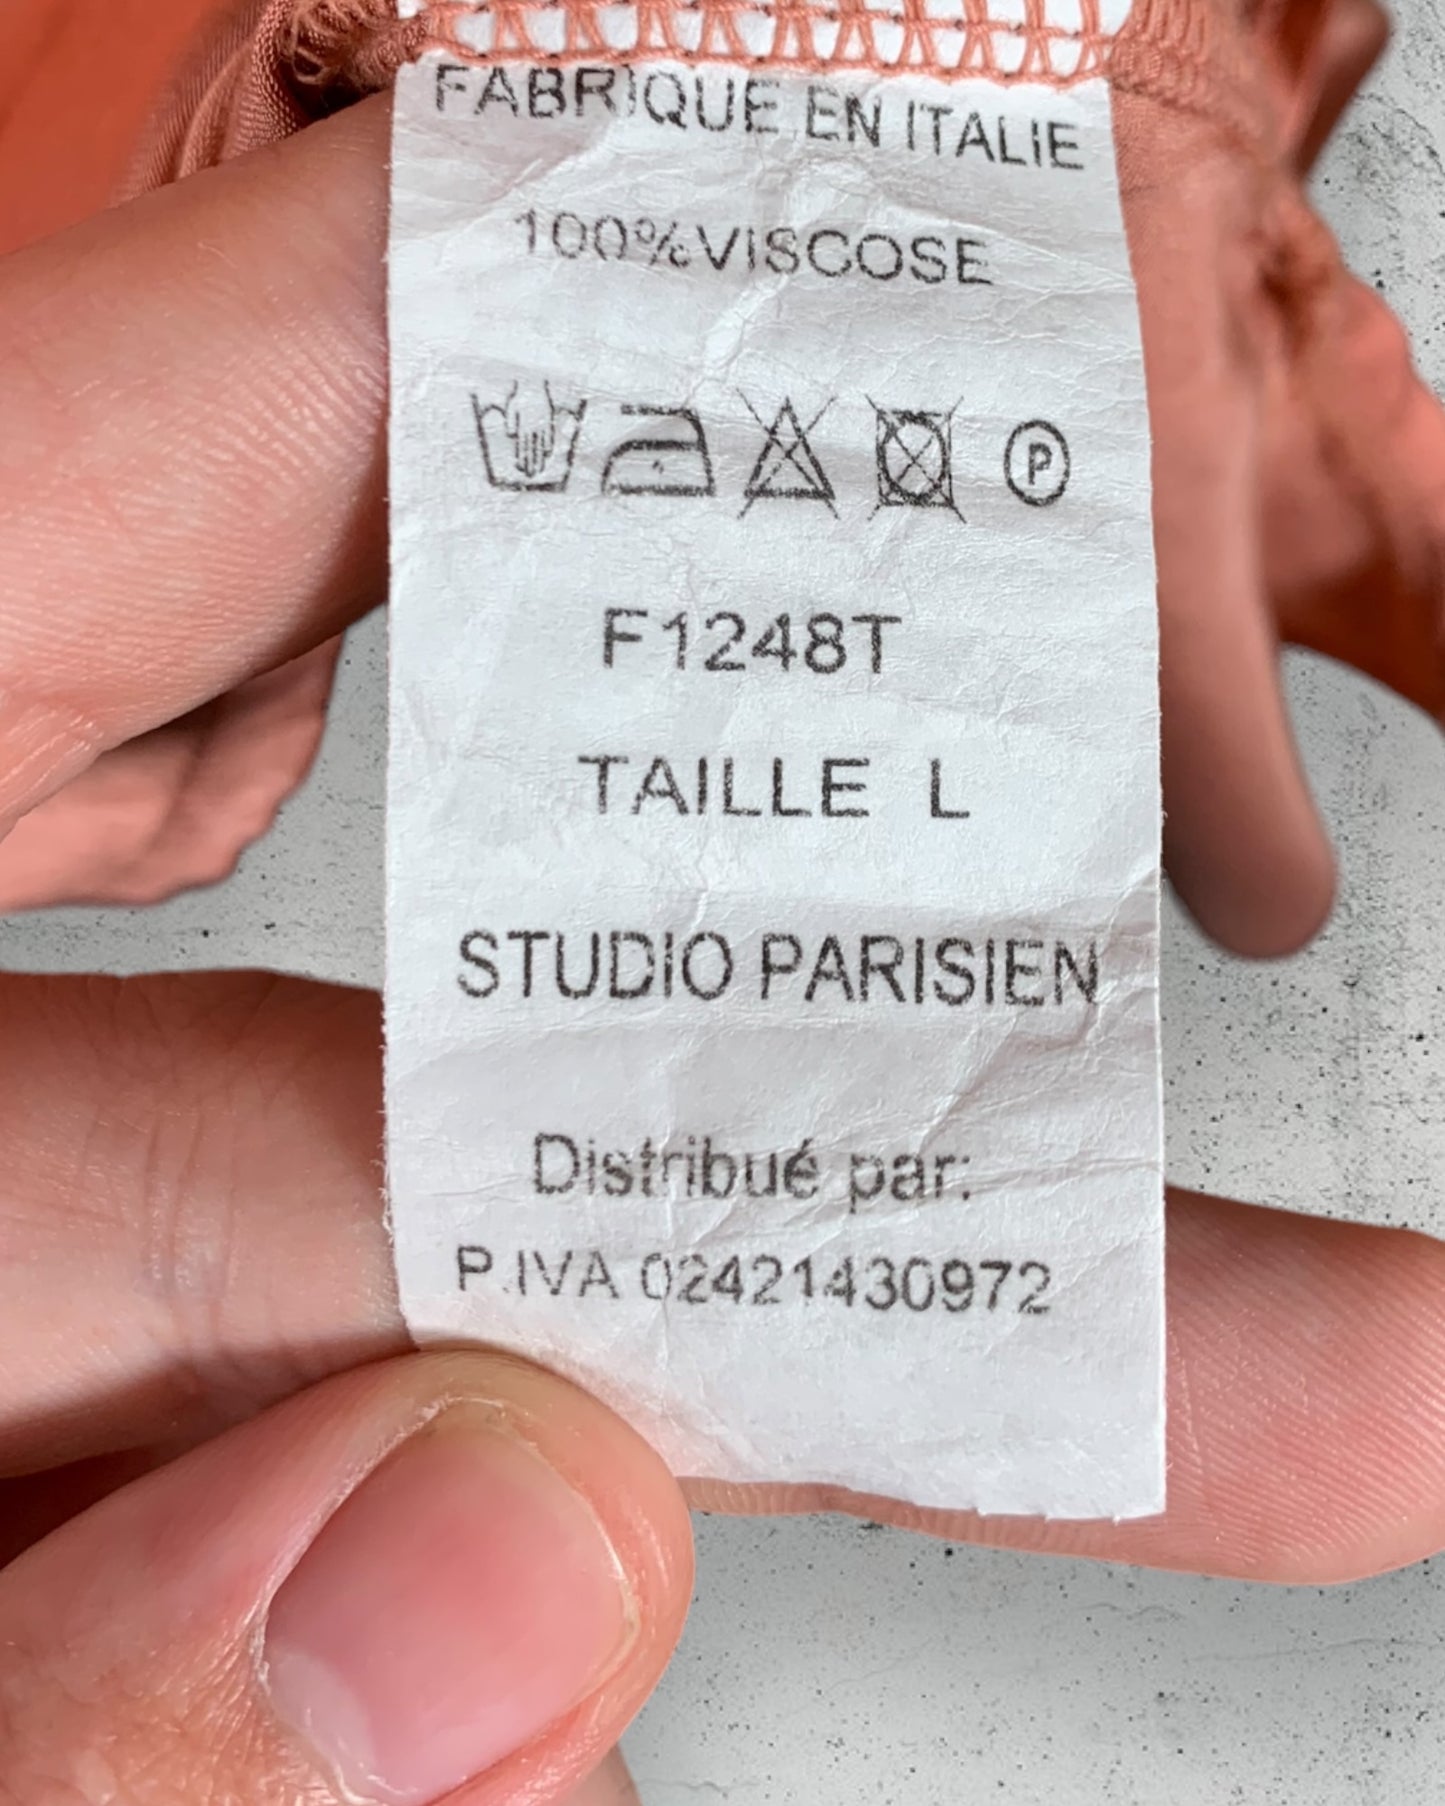 FABRIQUE EN ITALIE
100%VISCOSE
P
F1248T
TAILLE L
STUDIO PARISIEN
Distribué par:
P.IVA 02421430972